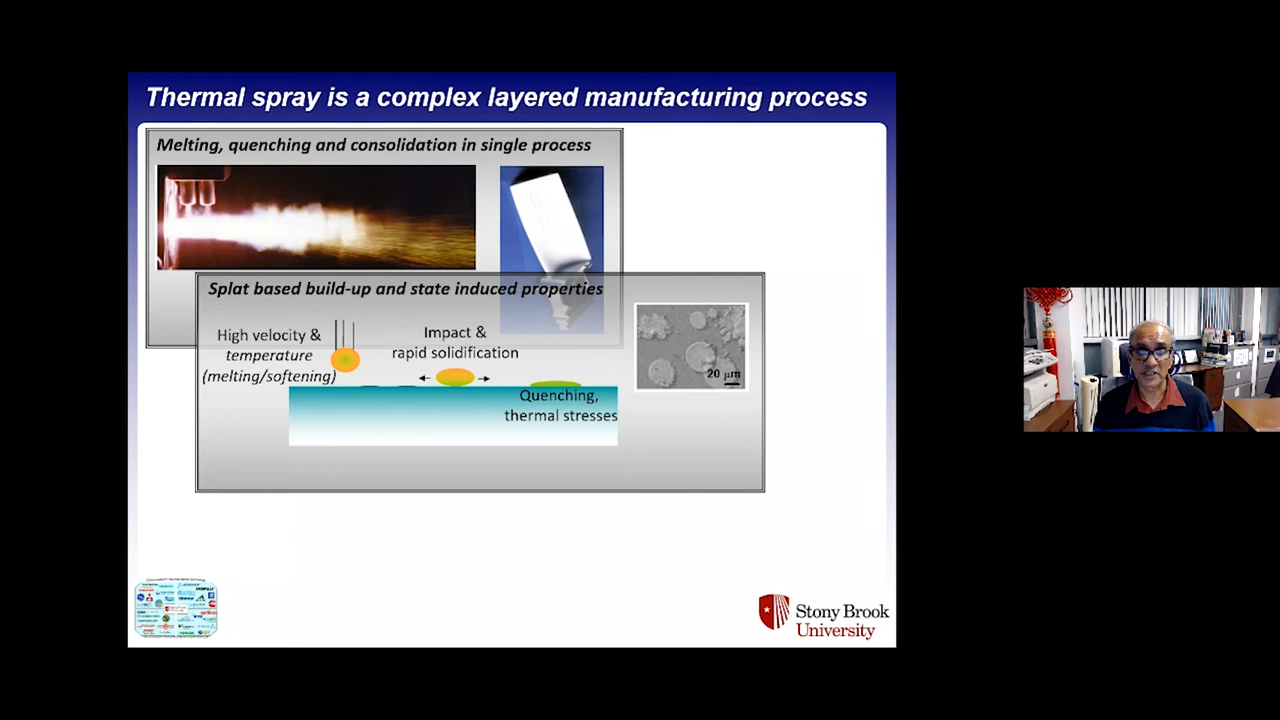 Thermal spray is a complex layered manufacturing process
Melting, quenching and consolidation in single process
Splat based build-up and state induced properties
High velocity &
temperature
(melting/softening)
Impact &
rapid solidification
Quenching,
thermal stresses
20 μm
Stony Brook
University